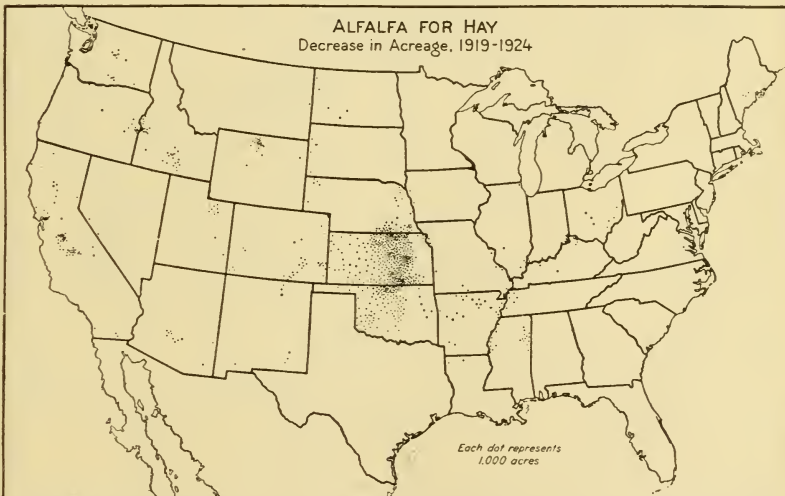 ALFALFA FOR HAY
Decrease in Acreage, 1919-1924
Each dot represents
1,000 acres